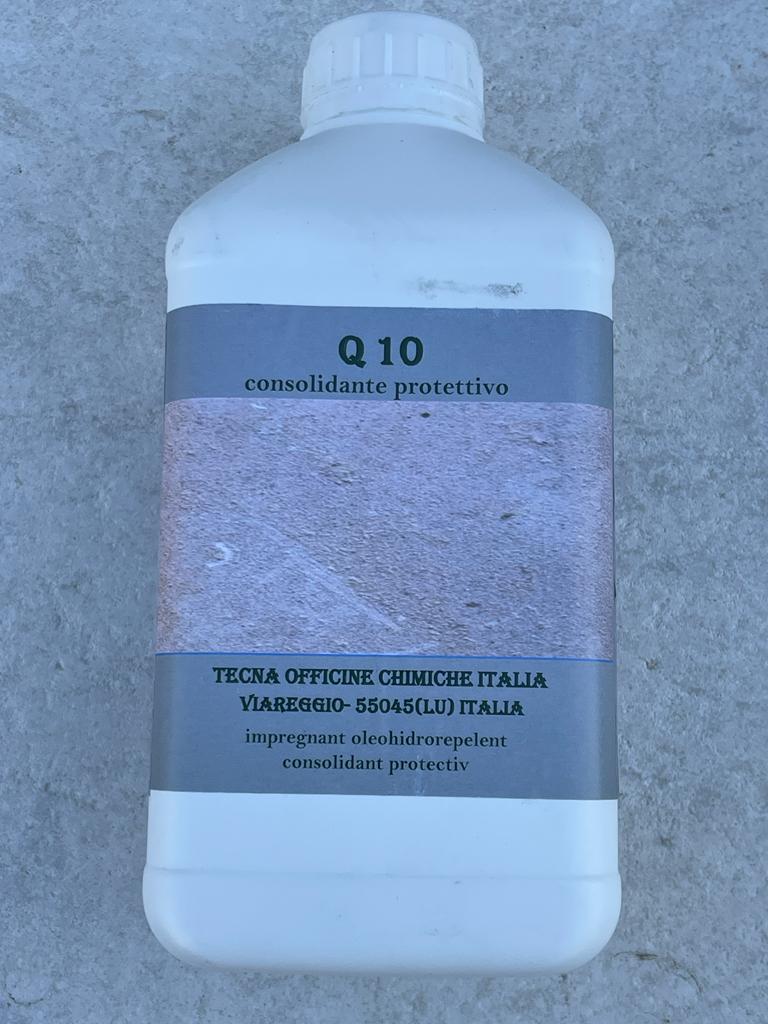 Q 10
consolidante protettivo
TECNA OFFICINE CHIMICHE ITALIA
VIAREGGIO- 55045(LU) ITALIA
impregnant oleohidrorepelent
consolidant protectiv